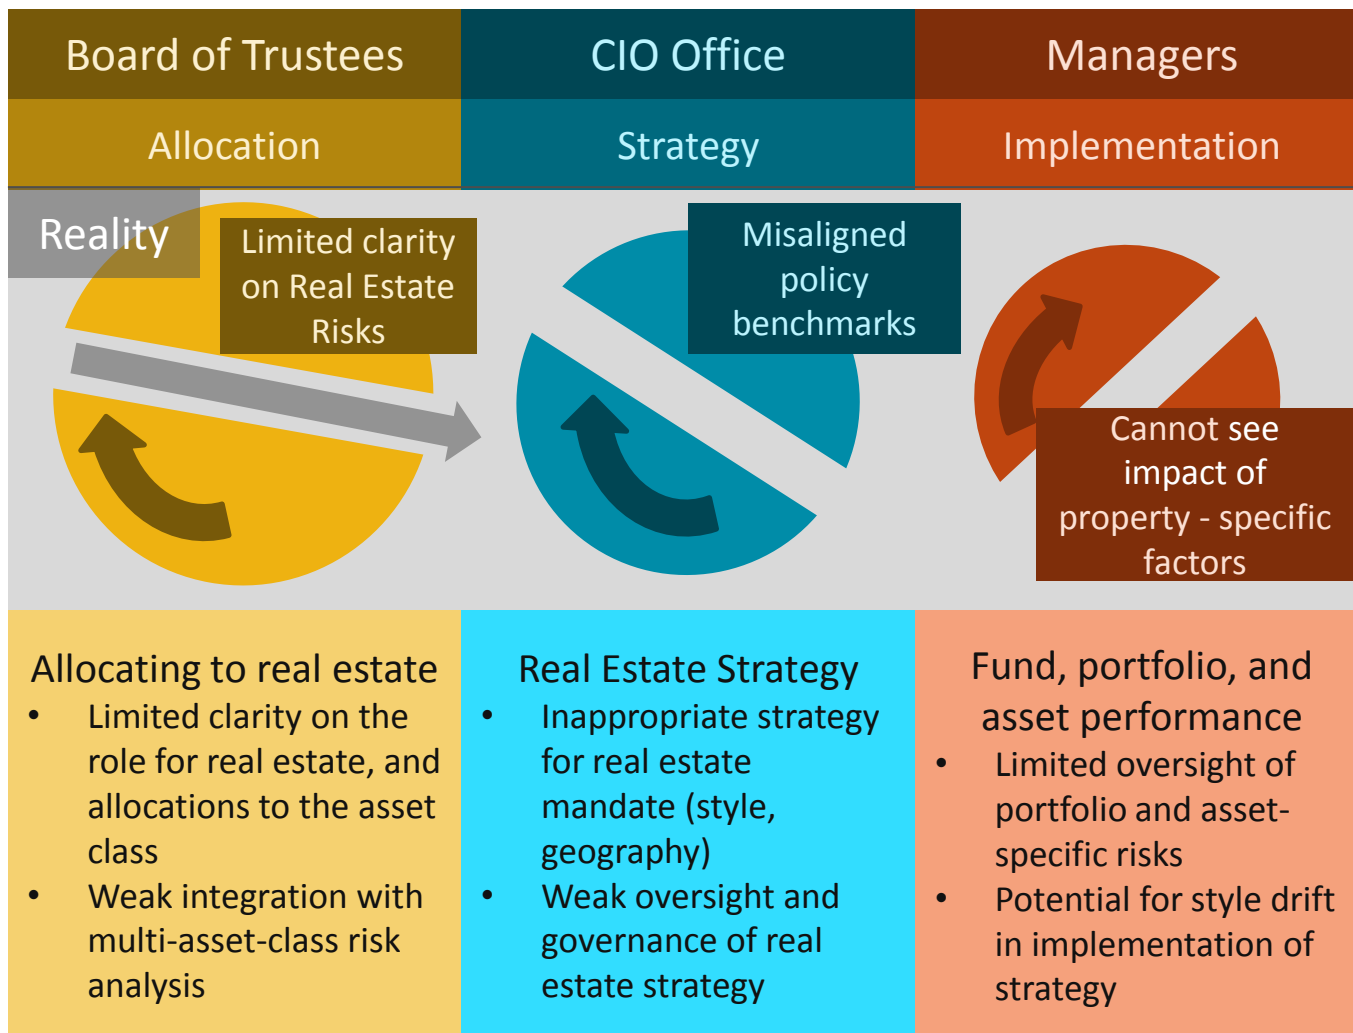 Board of Trustees
CIO Office
Managers
Allocation
Strategy
Implementation
Reality
Limited clarity
on Real Estate
Risks
Misaligned
policy
benchmarks
Cannot see
impact of
property - specific
factors
Allocating to real estate
• Limited clarity on the
role for real estate, and
allocations to the asset
class
• Weak integration with
multi-asset-class risk
analysis
Real Estate Strategy
• Inappropriate strategy
for real estate
mandate (style,
geography)
• Weak oversight and
governance of real
estate strategy
Fund, portfolio, and
asset performance
• Limited oversight of
portfolio and asset-
specific risks
• Potential for style drift
in implementation of
strategy